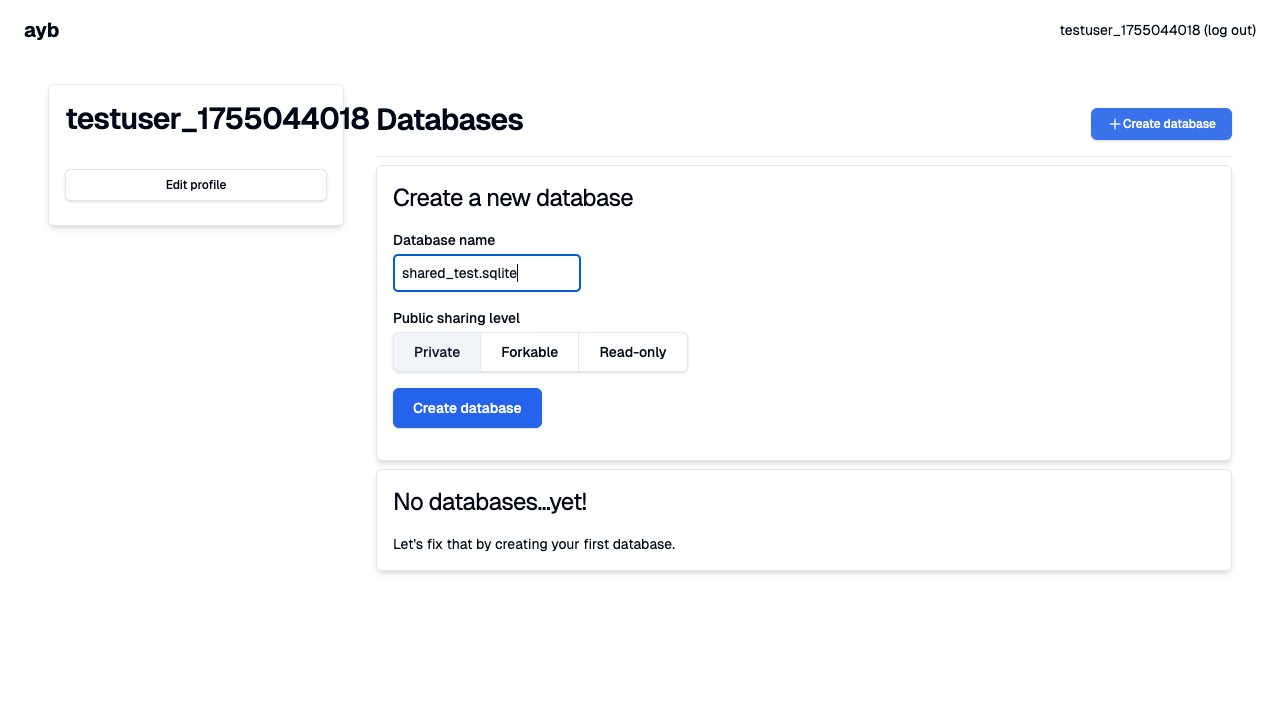 ayb
testuser_1755044018 (log out)
testuser_1755044018
Edit profile
Databases
Create database
Create a new database
Database name
shared_test.sqlite
Public sharing level
Private
Forkable
Read-only
Create database
No databases...yet!
Let's fix that by creating your first database.